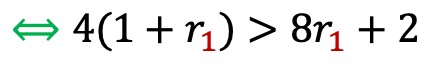 ⟺ 4(1 + r₁) > 8r₁ + 2